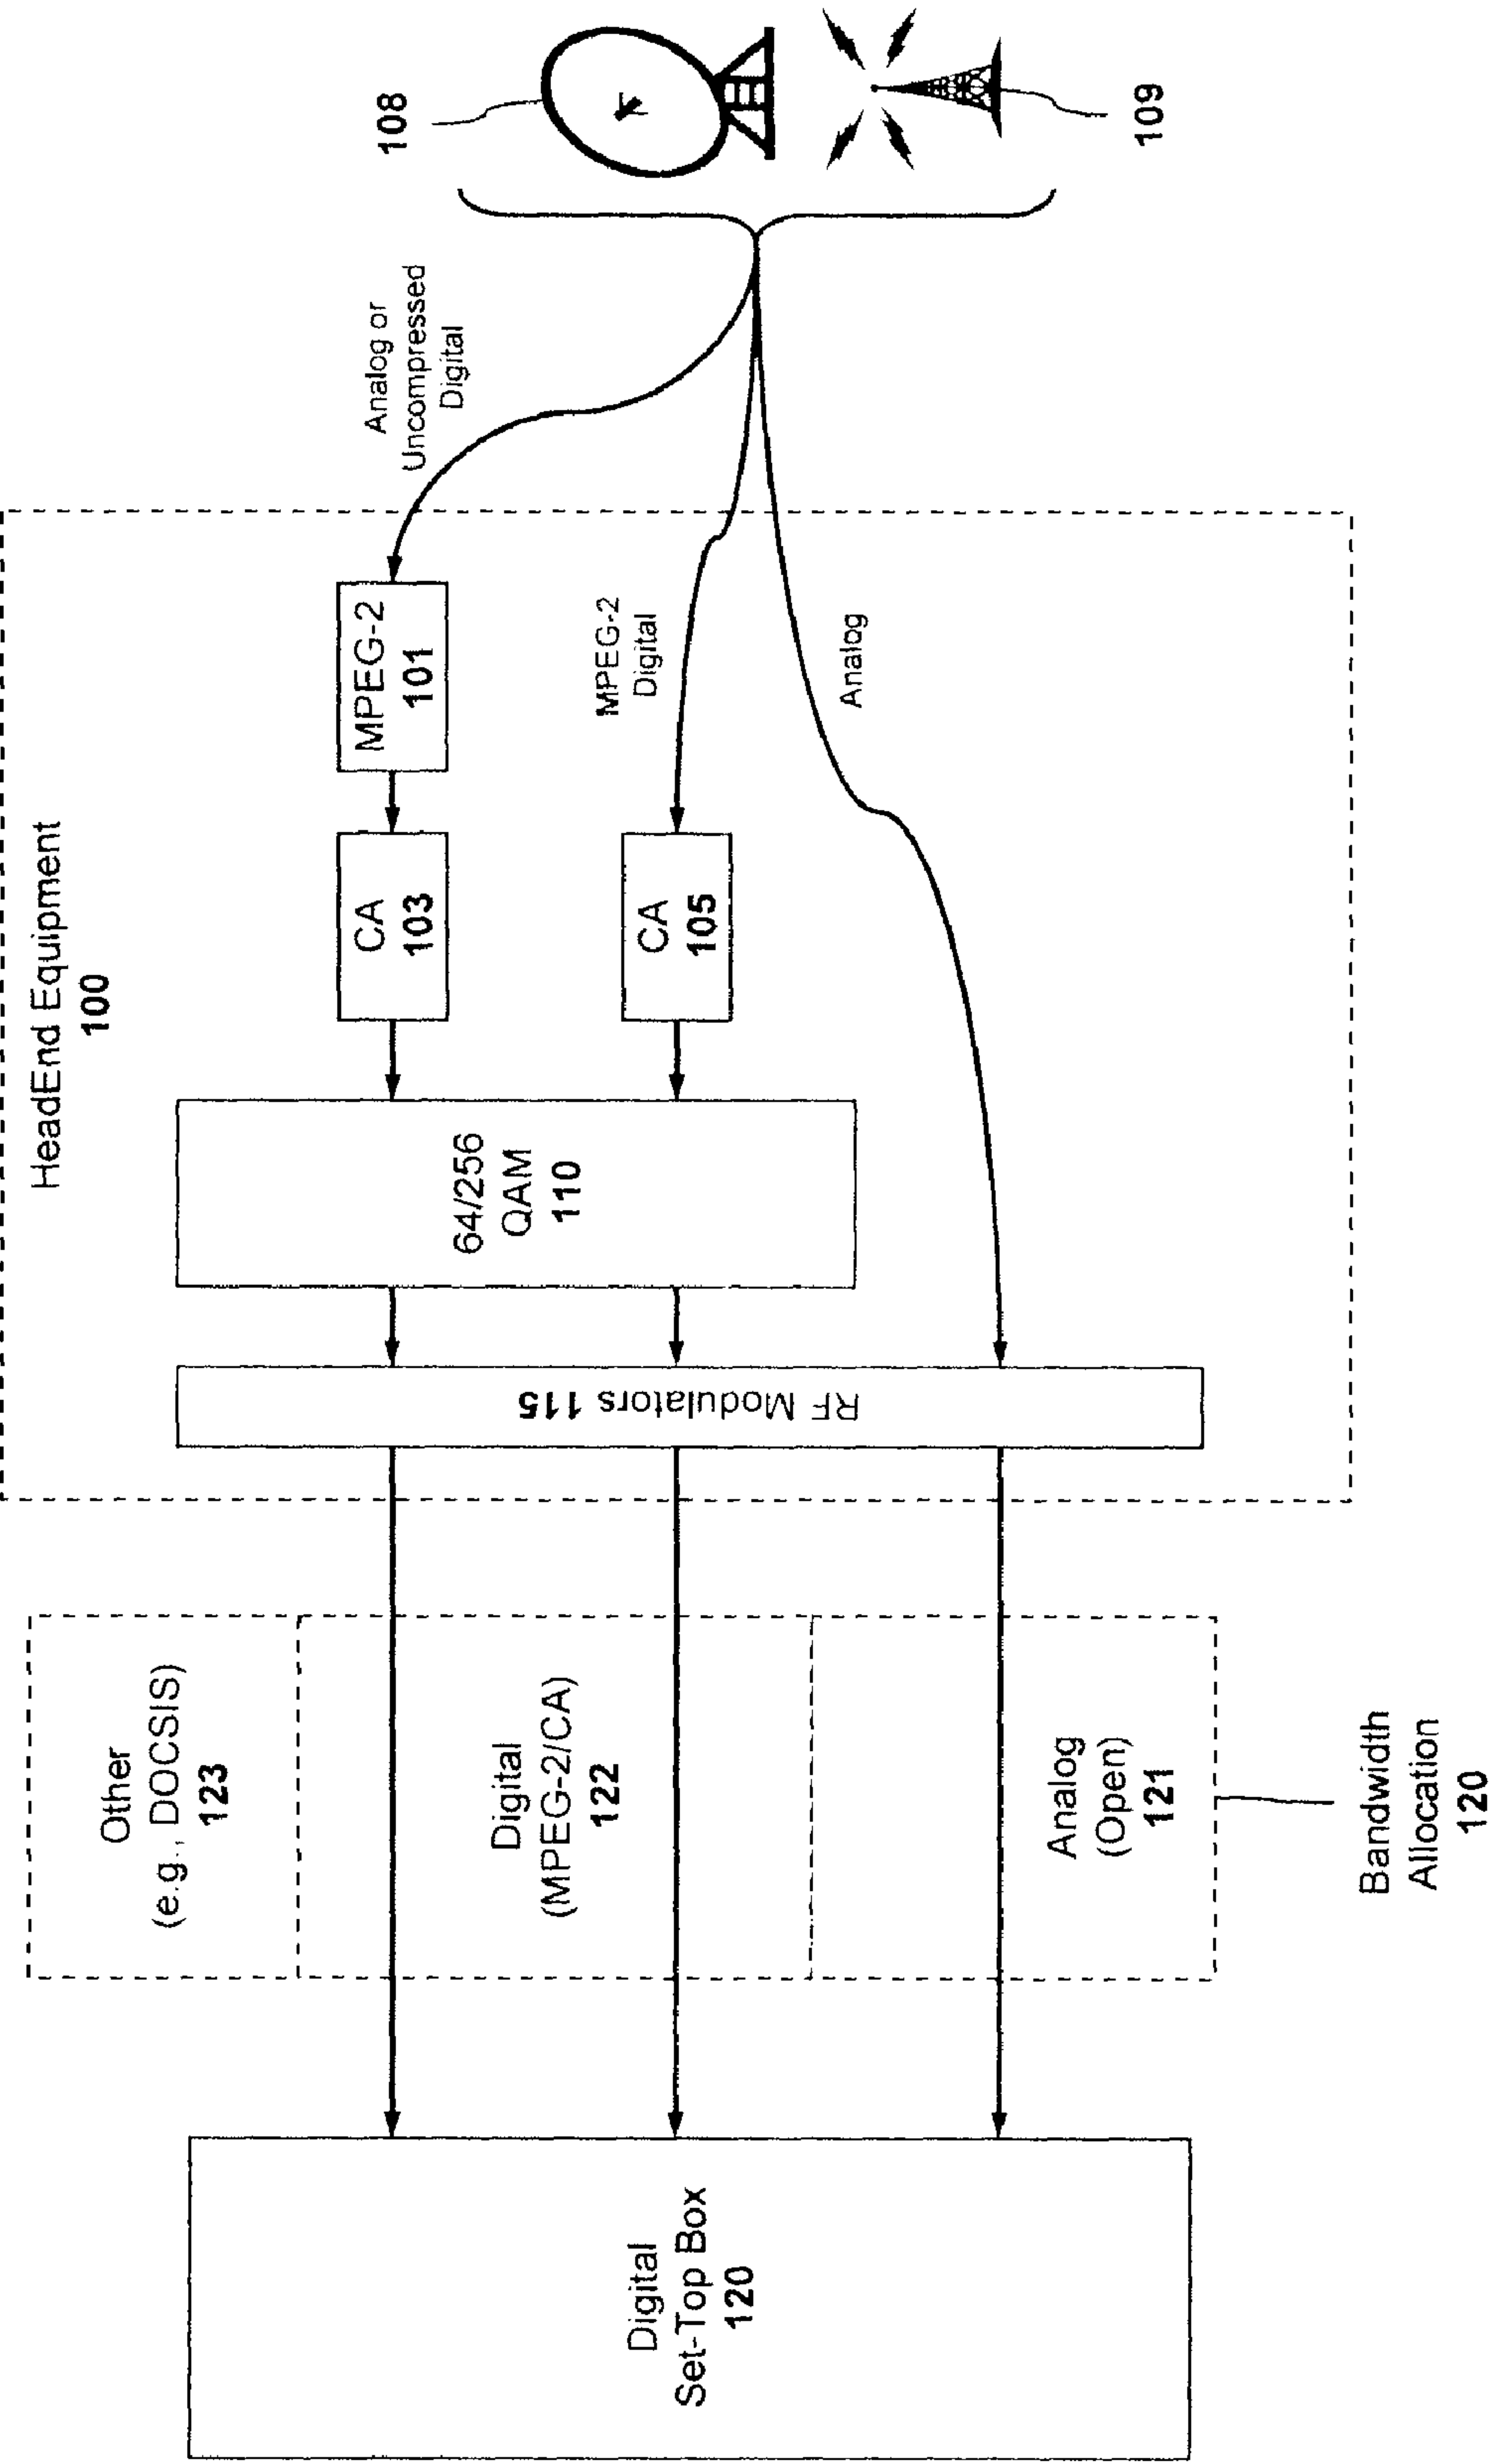 HeadEnd Equipment
100
Other
(e.g., DOCSIS)
123
Analog or
Uncompressed
Digital
108
MPEG-2
101
CA
103
64/256
QAM
110
RF Modulators 115
MPEG-2
Digital
CA
105
Digital
(MPEG-2/CA)
122
Digital
Set-Top Box
120
Analog
Analog
(Open)
121
109
Bandwidth
Allocation
120